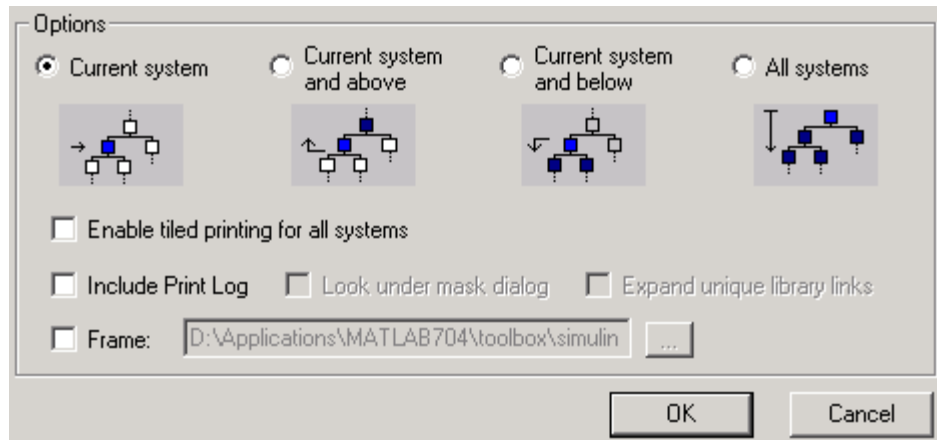 Options
Current system
Current system
and above
Current system
and below
All systems
Enable tiled printing for all systems
Include Print Log
Look under mask dialog
Expand unique library links
Frame:
D:\Applications\MATLAB704\toolbox\simulin
...
OK
Cancel